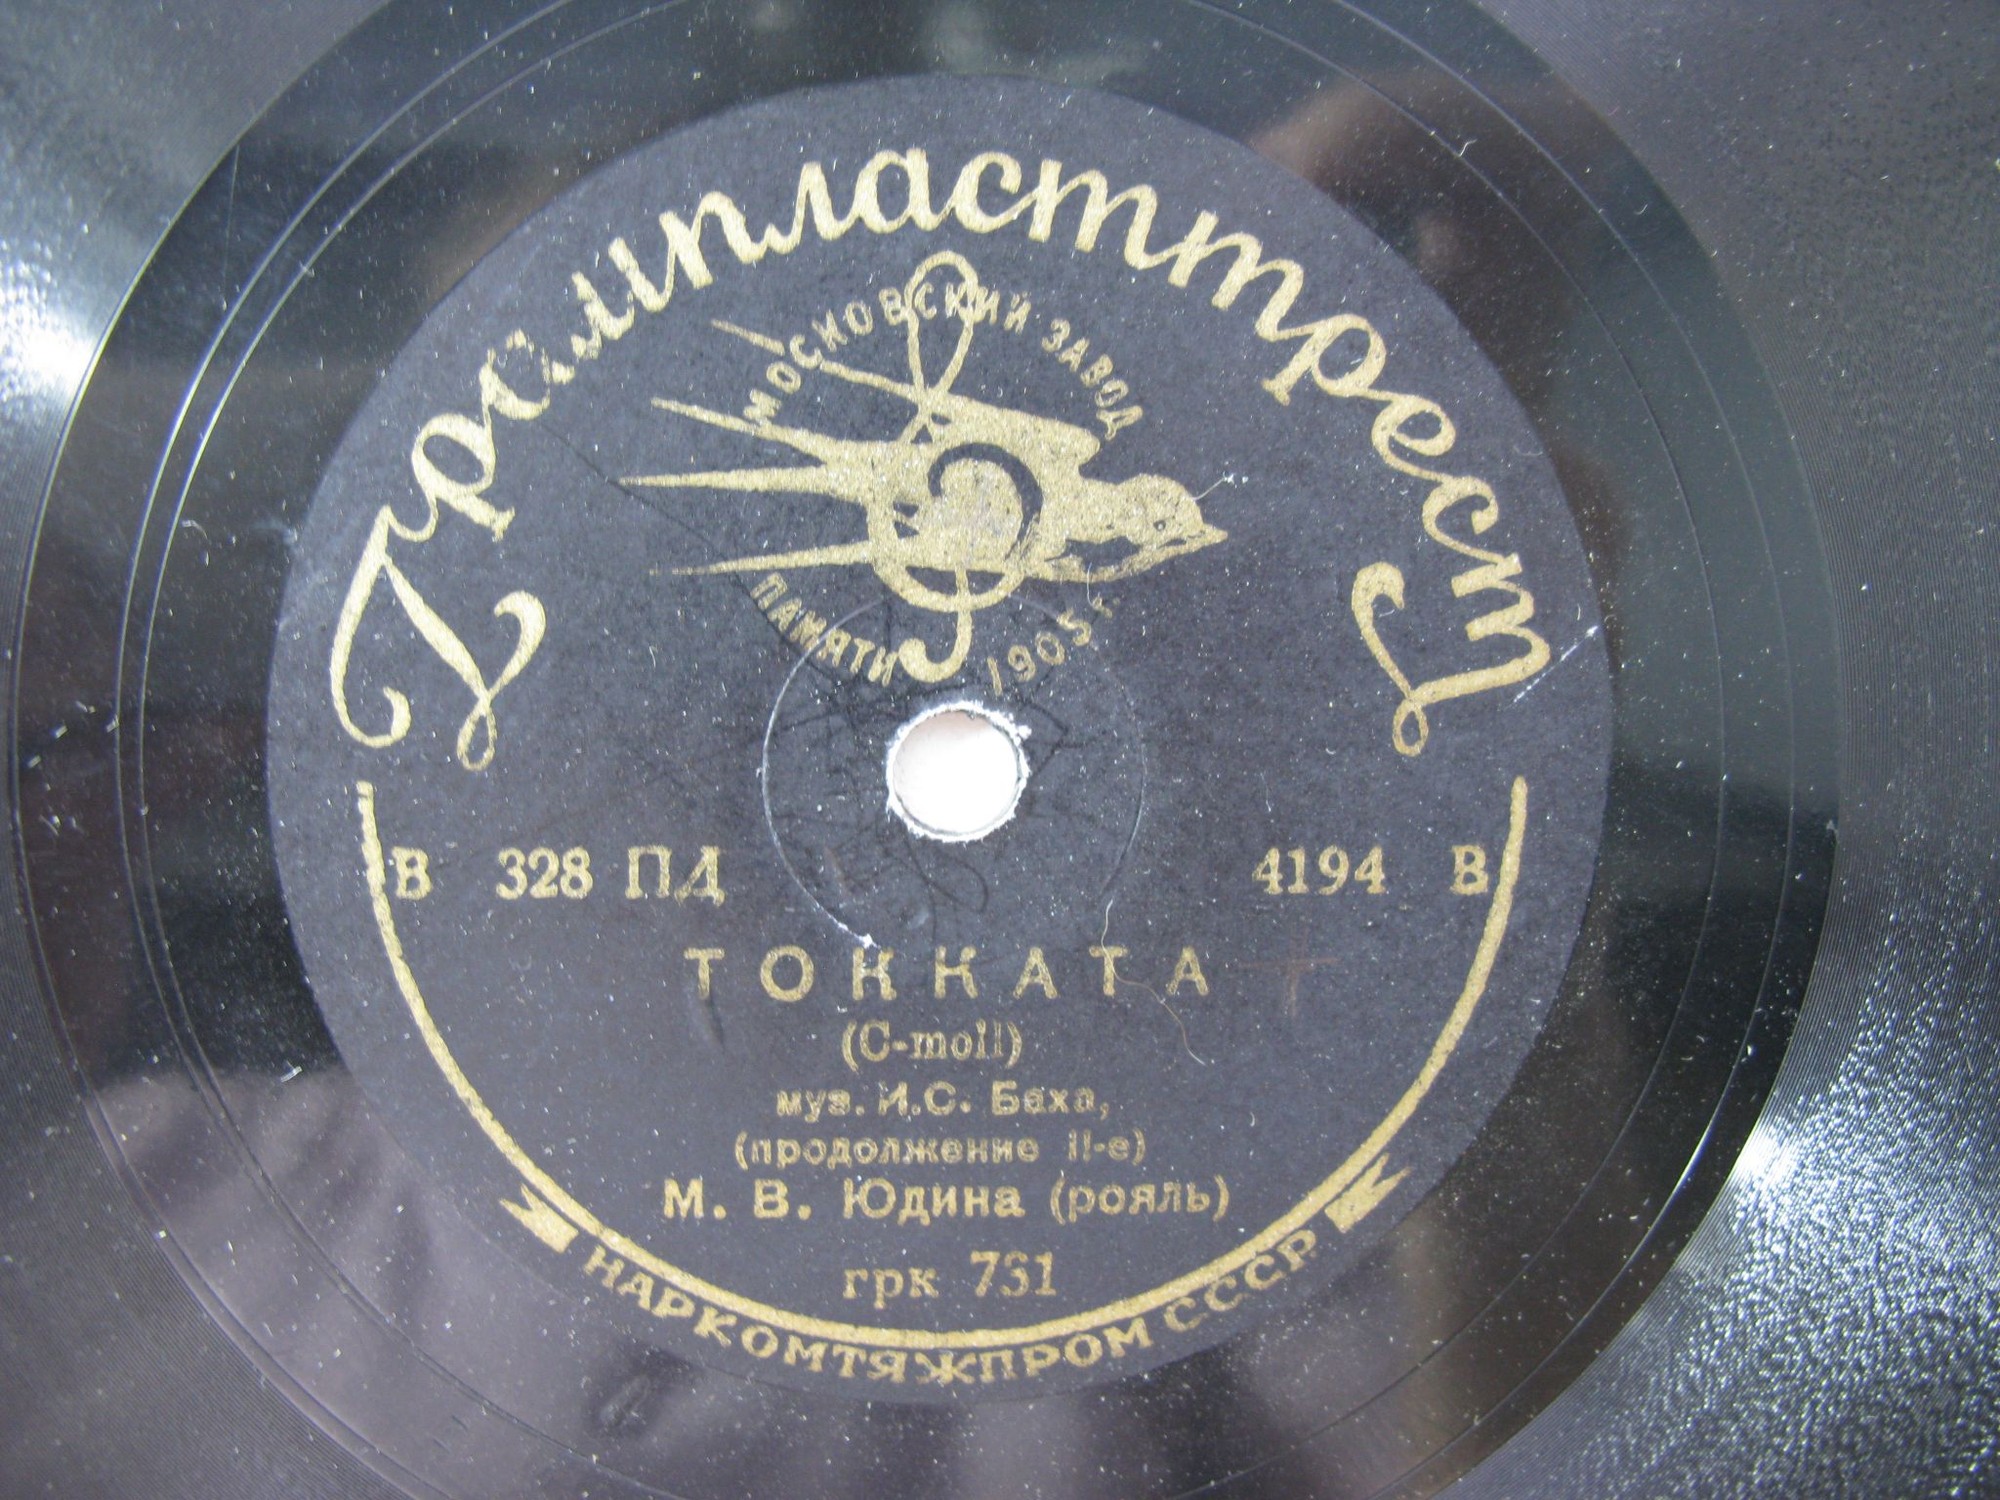 Грампласттрест
МОСКОВСКИЙ ЗАВОД
ПАМЯТИ 1905 г.
В 328 ПД 4194 В
ТОККАТА
(C-moll)
муз. И.С. Баха,
(продолжение II-е)
М. В. Юдина (рояль)
грк 731
НАРКОМТЯЖПРОМ СССР